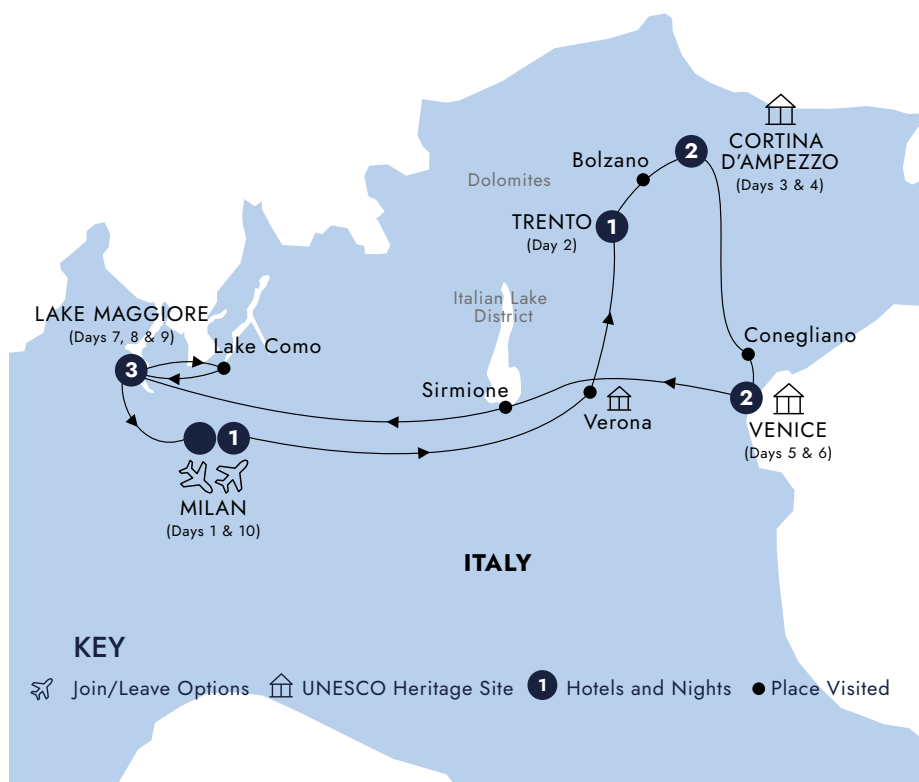 2
CORTINA
D'AMPEZZO
(Days 3 & 4)
Bolzano
Dolomites
TRENTO
(Day 2)
1
Italian Lake
District
LAKE MAGGIORE
(Days 7, 8 & 9)
3
Lake Como
Conegliano
Sirmione
Verona
2
VENICE
(Days 5 & 6)
1
MILAN
(Days 1 & 10)
ITALY
KEY
Join/Leave Options
UNESCO Heritage Site
1
Hotels and Nights
Place Visited